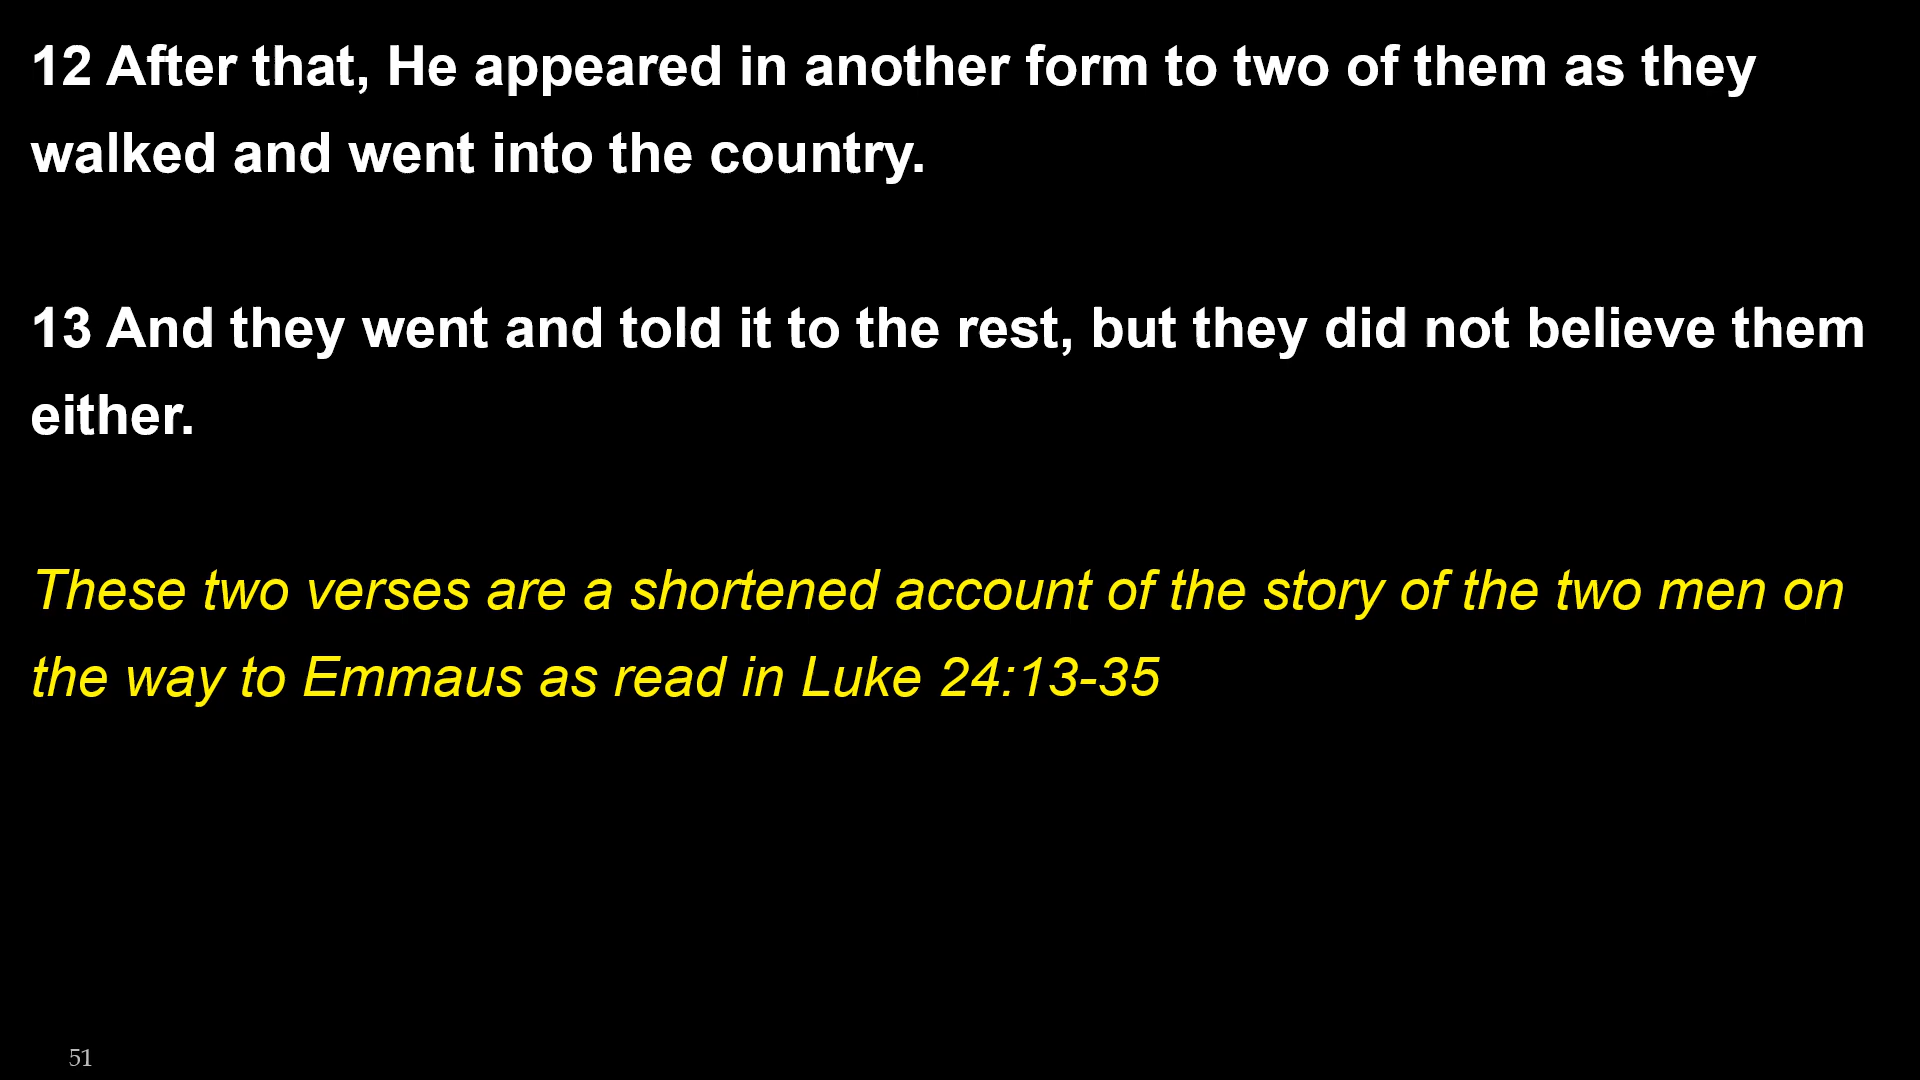 12 After that, He appeared in another form to two of them as they
walked and went into the country.
13 And they went and told it to the rest, but they did not believe them
either.
These two verses are a shortened account of the story of the two men on
the way to Emmaus as read in Luke 24:13-35
51